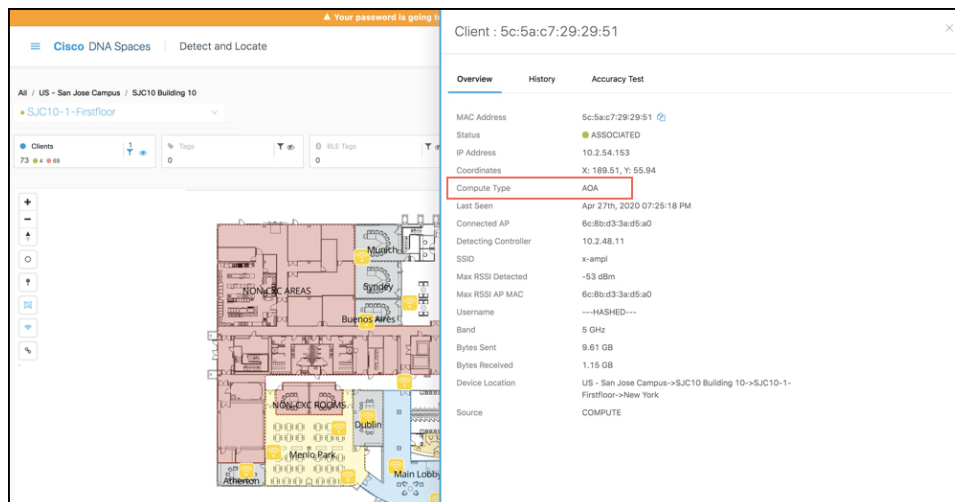 ▲ Your password is going t
Cisco DNA Spaces
Detect and Locate
All / US - San Jose Campus / SJC10 Building 10
SJC10-1-Firstfloor
Clients
1
73 4 69
Tags
0
BLE Tags
0
Munich
Syndey
NON-CXC AREAS
Buenos Aires
NON-CXC ROOMS
Dublin
Menlo Park
Main Lobby
Atherton
Client : 5c:5a:c7:29:29:51
Overview History Accuracy Test
MAC Address 5c:5a:c7:29:29:51
Status ASSOCIATED
IP Address 10.2.54.153
Coordinates X: 189.51, Y: 55.94
Compute Type AOA
Last Seen Apr 27th, 2020 07:25:18 PM
Connected AP 6c:8b:d3:3a:d5:a0
Detecting Controller 10.2.48.11
SSID x-ampl
Max RSSI Detected -53 dBm
Max RSSI AP MAC 6c:8b:d3:3a:d5:a0
Username ---HASHED---
Band 5 GHz
Bytes Sent 9.61 GB
Bytes Received 1.15 GB
Device Location US - San Jose Campus->SJC10 Building 10->SJC10-1-
Firstfloor->New York
Source COMPUTE